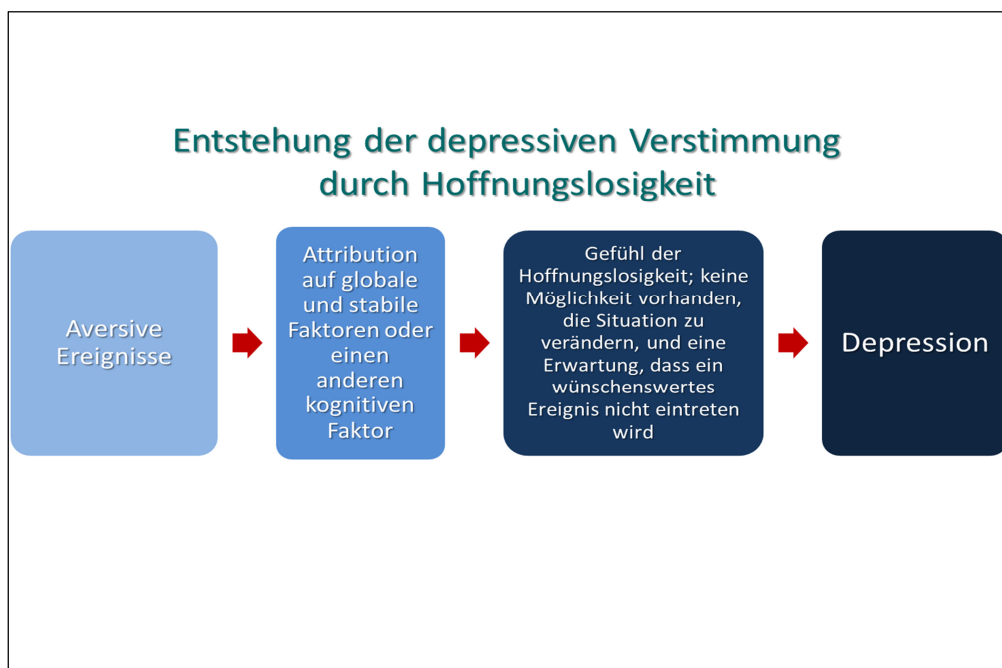 Entstehung der depressiven Verstimmung
durch Hoffnungslosigkeit
Aversive
Ereignisse
Attribution
auf globale
und stabile
Faktoren oder
einen
anderen
kognitiven
Faktor
Gefühl der
Hoffnungslosigkeit; keine
Möglichkeit vorhanden,
die Situation zu
verändern, und eine
Erwartung, dass ein
wünschenswertes
Ereignis nicht eintreten
wird
Depression